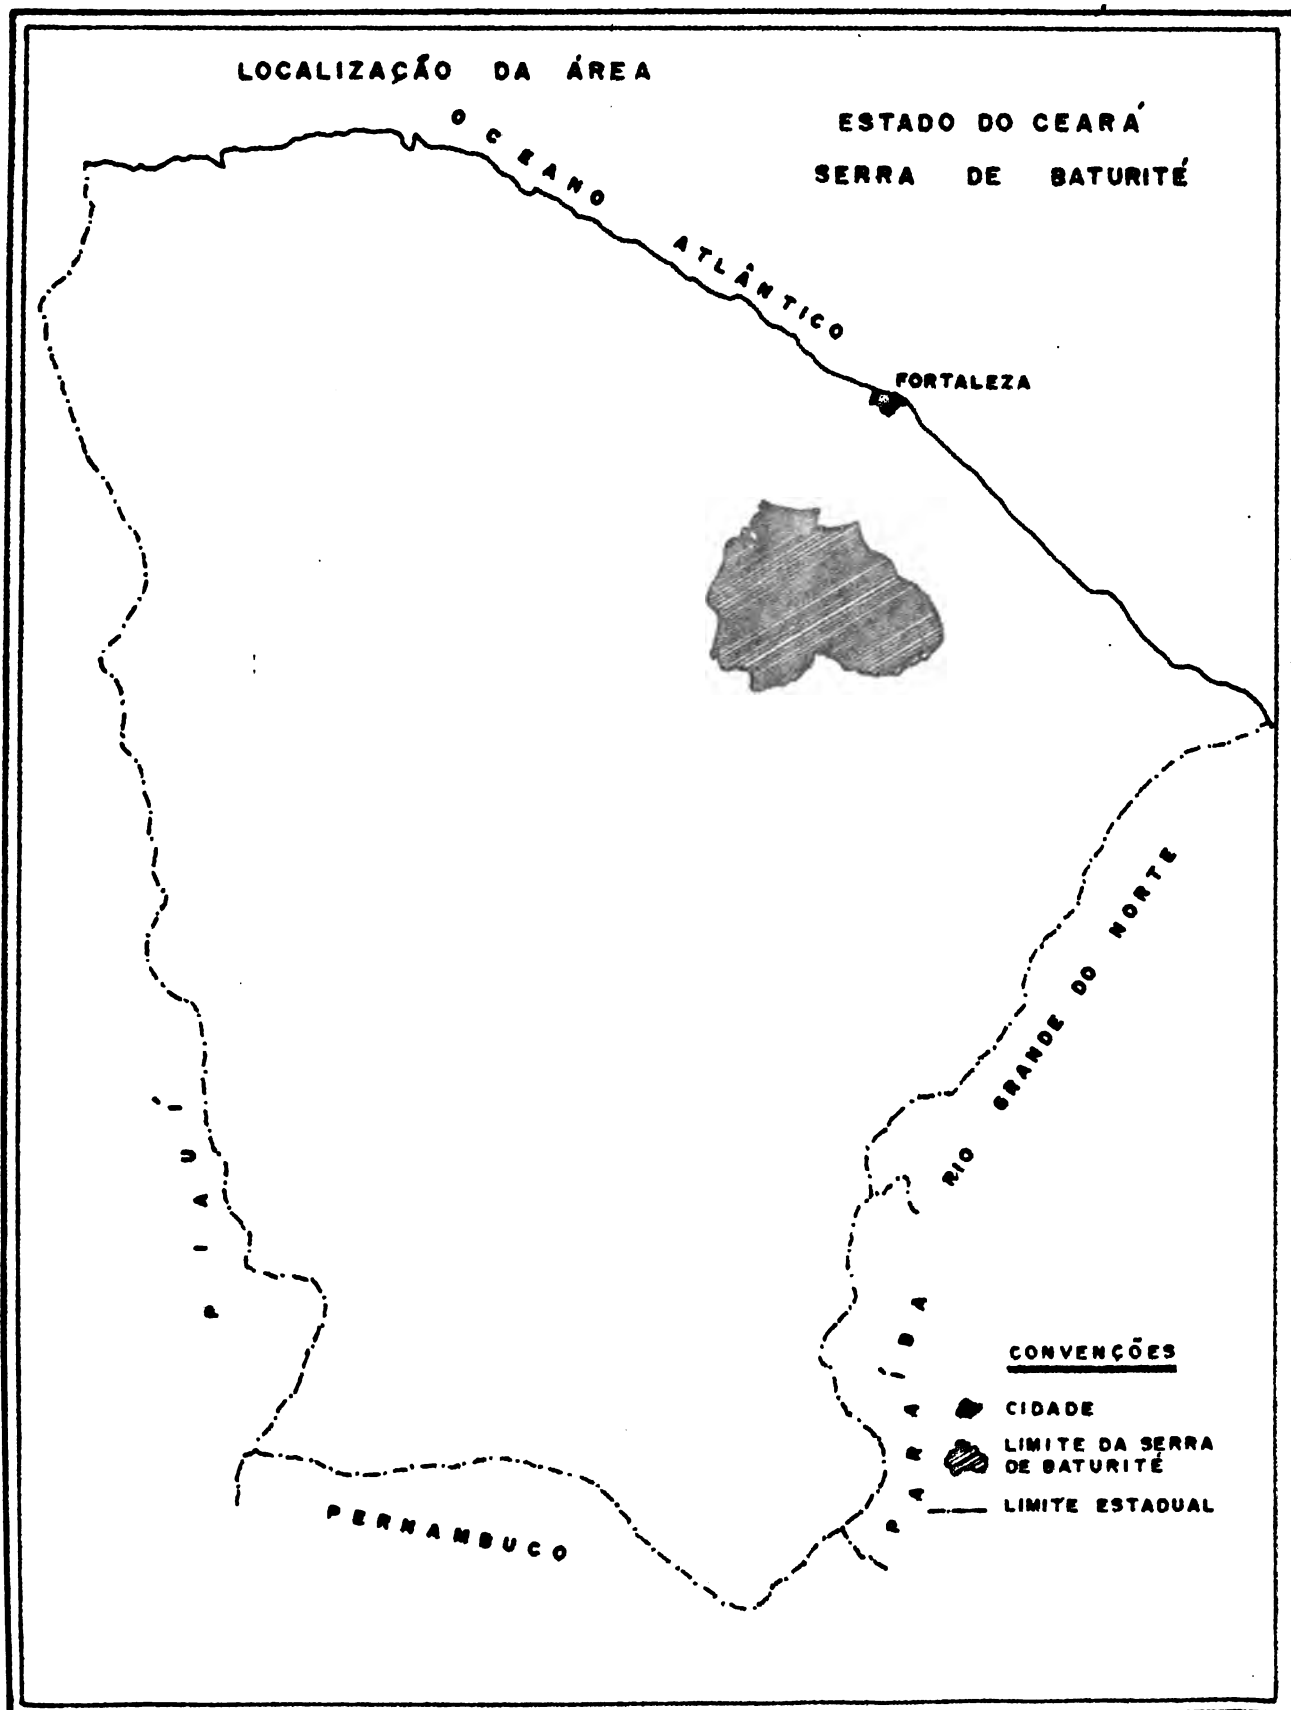 LOCALIZAÇÃO DA ÁREA
ESTADO DO CEARÁ
SERRA DE BATURITÉ
OCEANO ATLÂNTICO
FORTALEZA
RIO GRANDE DO NORTE
PIAUÍ
PARAÍBA
PERNAMBUCO
CONVENÇÕES
CIDADE
LIMITE DA SERRA
DE BATURITÉ
LIMITE ESTADUAL